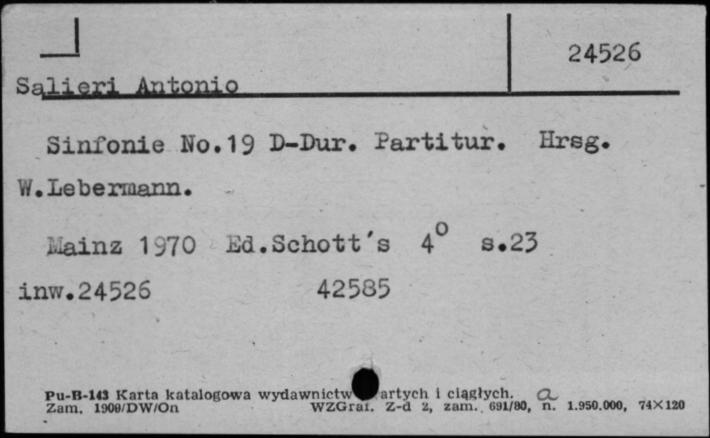 24526
Salieri Antonio
Sinfonie No.19 D-Dur. Partitur. Hrsg.
W.Lebermann.
Mainz 1970 Ed.Schott's 4° s.23
inw.24526 42585
Pu-B-143 Karta katalogowa wydawnictw artych i ciągłych. a
Zam. 1900/DW/On WZGraf. Z-d 2, zam. 691/80, n. 1.950.000, 74×120